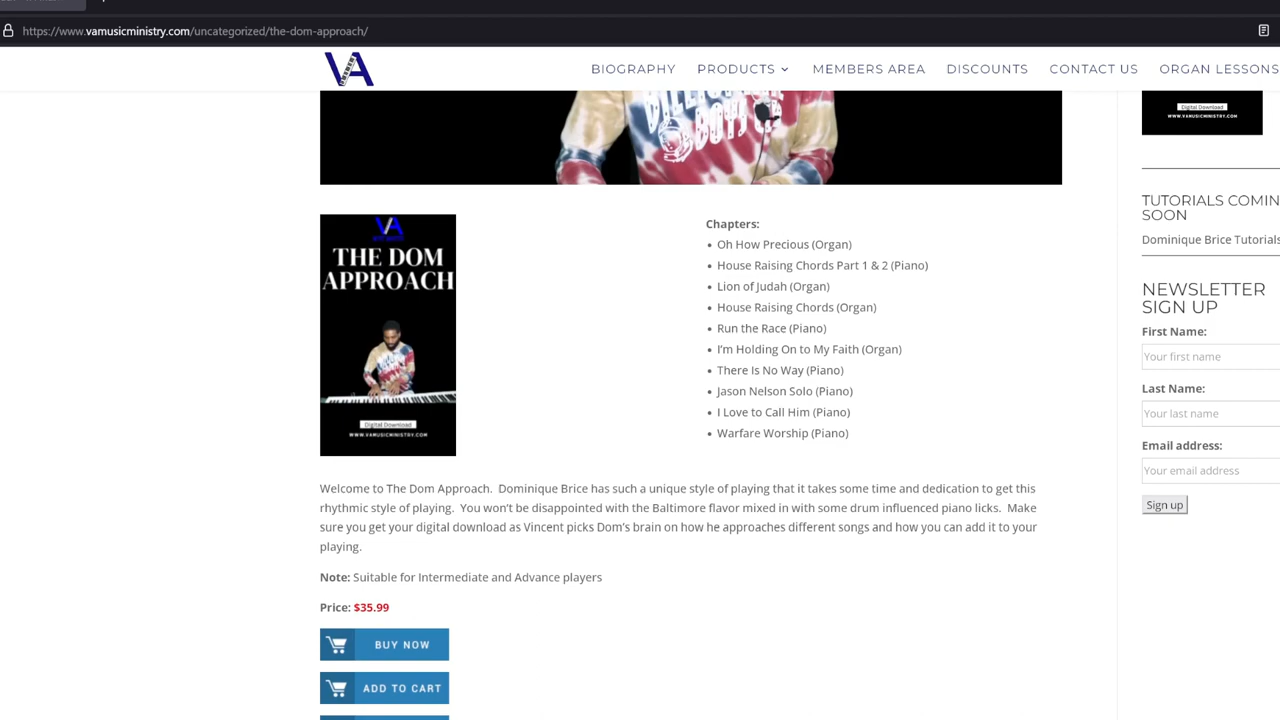 https://www.vamusicministry.com/uncategorized/the-dom-approach/
VA
BIOGRAPHY PRODUCTS MEMBERS AREA DISCOUNTS CONTACT US ORGAN LESSONS
Digital Download
WWW.VAMUSICMINISTRY.COM
THE DOM
APPROACH
Digital Download
WWW.VAMUSICMINISTRY.COM
Chapters:
• Oh How Precious (Organ)
• House Raising Chords Part 1 & 2 (Piano)
• Lion of Judah (Organ)
• House Raising Chords (Organ)
• Run the Race (Piano)
• I'm Holding On to My Faith (Organ)
• There Is No Way (Piano)
• Jason Nelson Solo (Piano)
• I Love to Call Him (Piano)
• Warfare Worship (Piano)
Welcome to The Dom Approach. Dominique Brice has such a unique style of playing that it takes some time and dedication to get this
rhythmic style of playing. You won't be disappointed with the Baltimore flavor mixed in with some drum influenced piano licks. Make
sure you get your digital download as Vincent picks Dom's brain on how he approaches different songs and how you can add it to your
playing.
Note: Suitable for Intermediate and Advance players
Price: $35.99
BUY NOW
ADD TO CART
TUTORIALS COMIN
SOON
Dominique Brice Tutorials
NEWSLETTER
SIGN UP
First Name:
Your first name
Last Name:
Your last name
Email address:
Your email address
Sign up